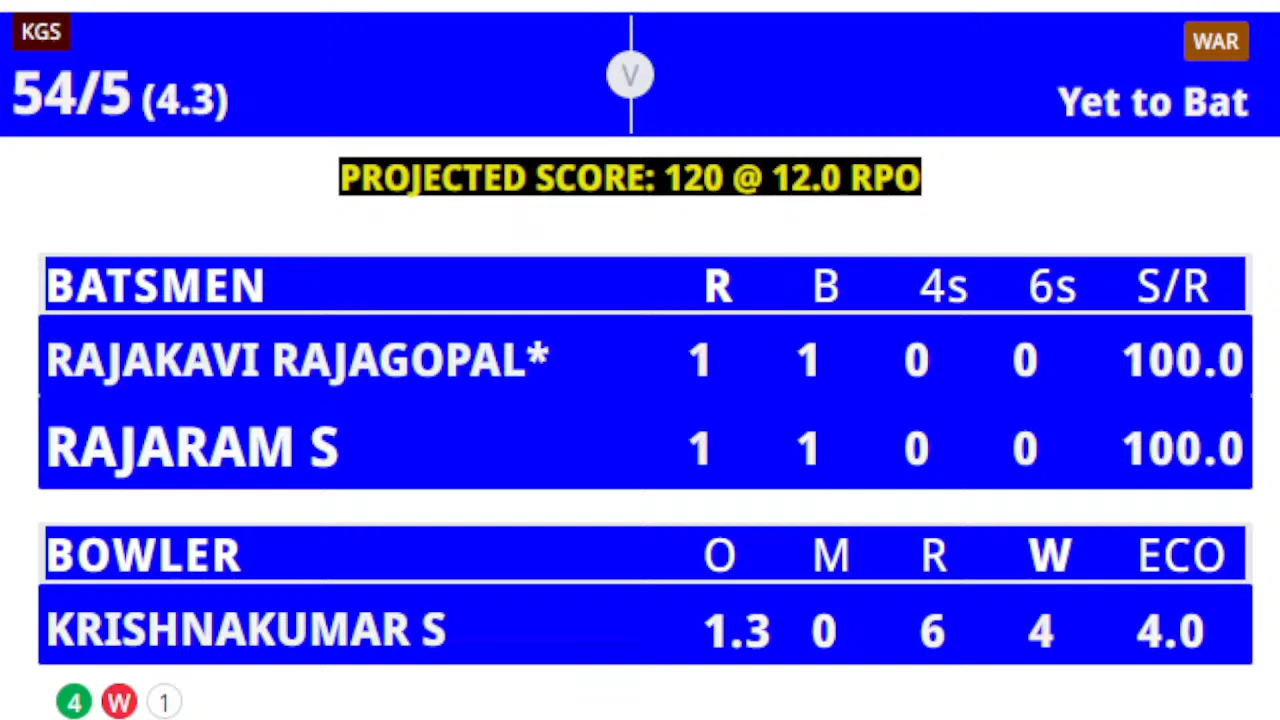 KGS
WAR
54/5 (4.3)
V
Yet to Bat
PROJECTED SCORE: 120 @ 12.0 RPO
BATSMEN R B 4s 6s S/R
RAJAKAVI RAJAGOPAL* 1 1 0 0 100.0
RAJARAM S 1 1 0 0 100.0
BOWLER O M R W ECO
KRISHNAKUMAR S 1.3 0 6 4 4.0
4 W 1